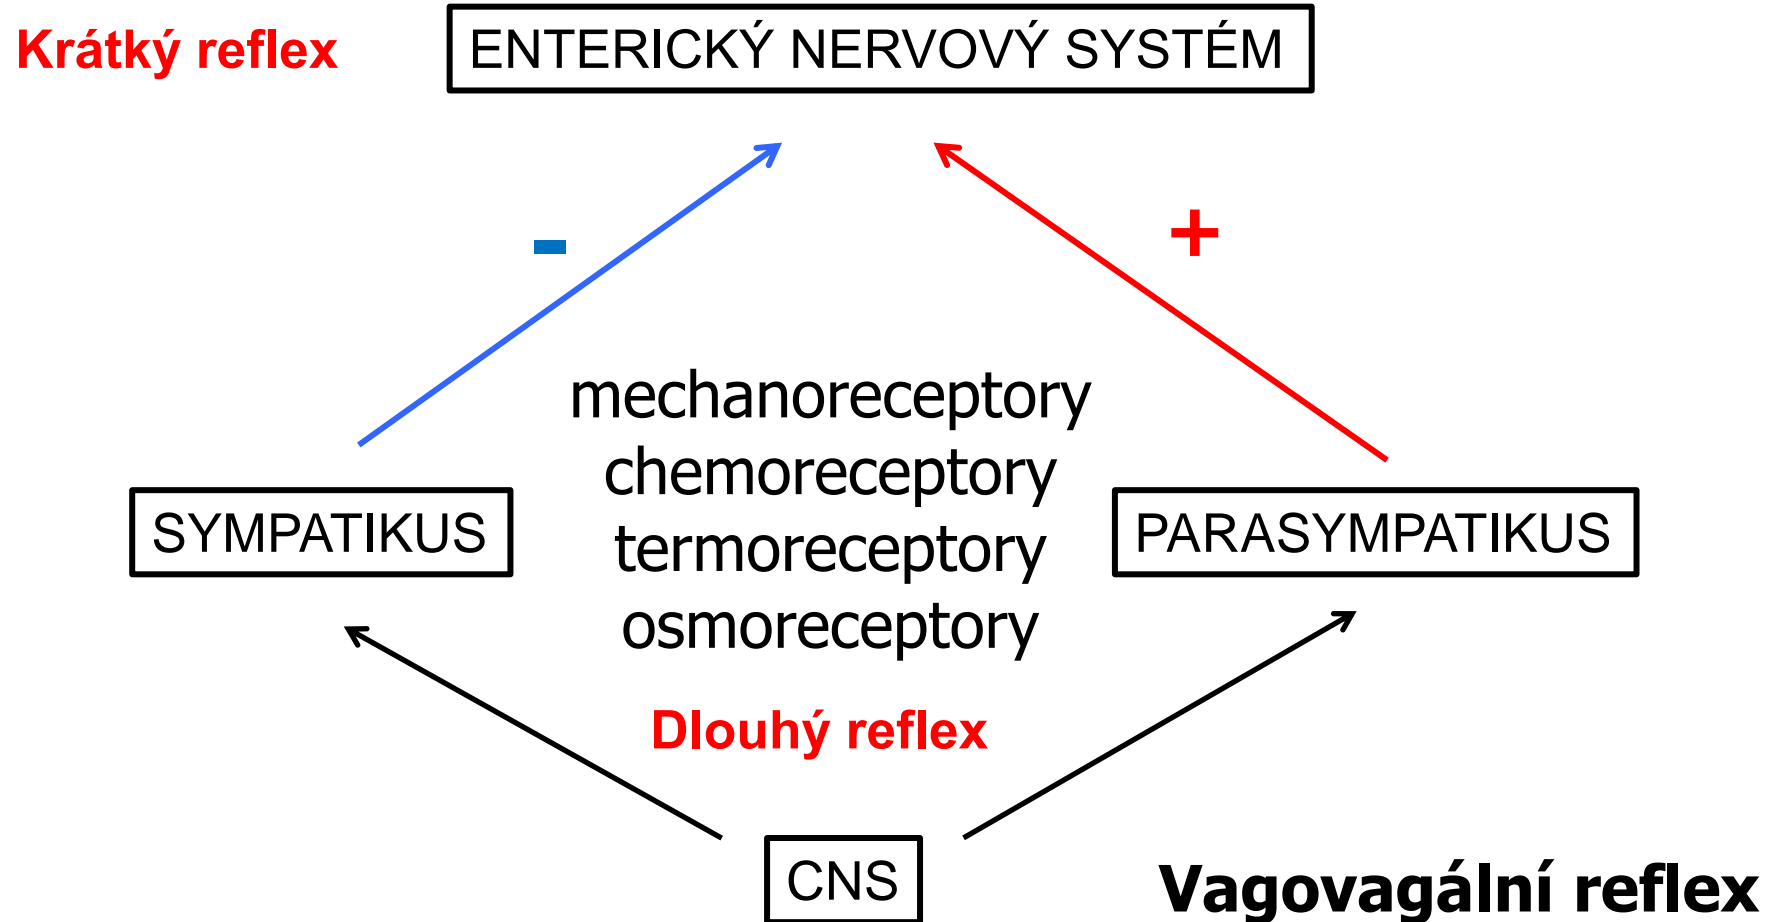 Krátký reflex
ENTERICKÝ NERVOVÝ SYSTÉM
-
+
mechanoreceptory
chemoreceptory
termoreceptory
osmoreceptory
SYMPATIKUS
PARASYMPATIKUS
Dlouhý reflex
CNS
Vagovagální reflex